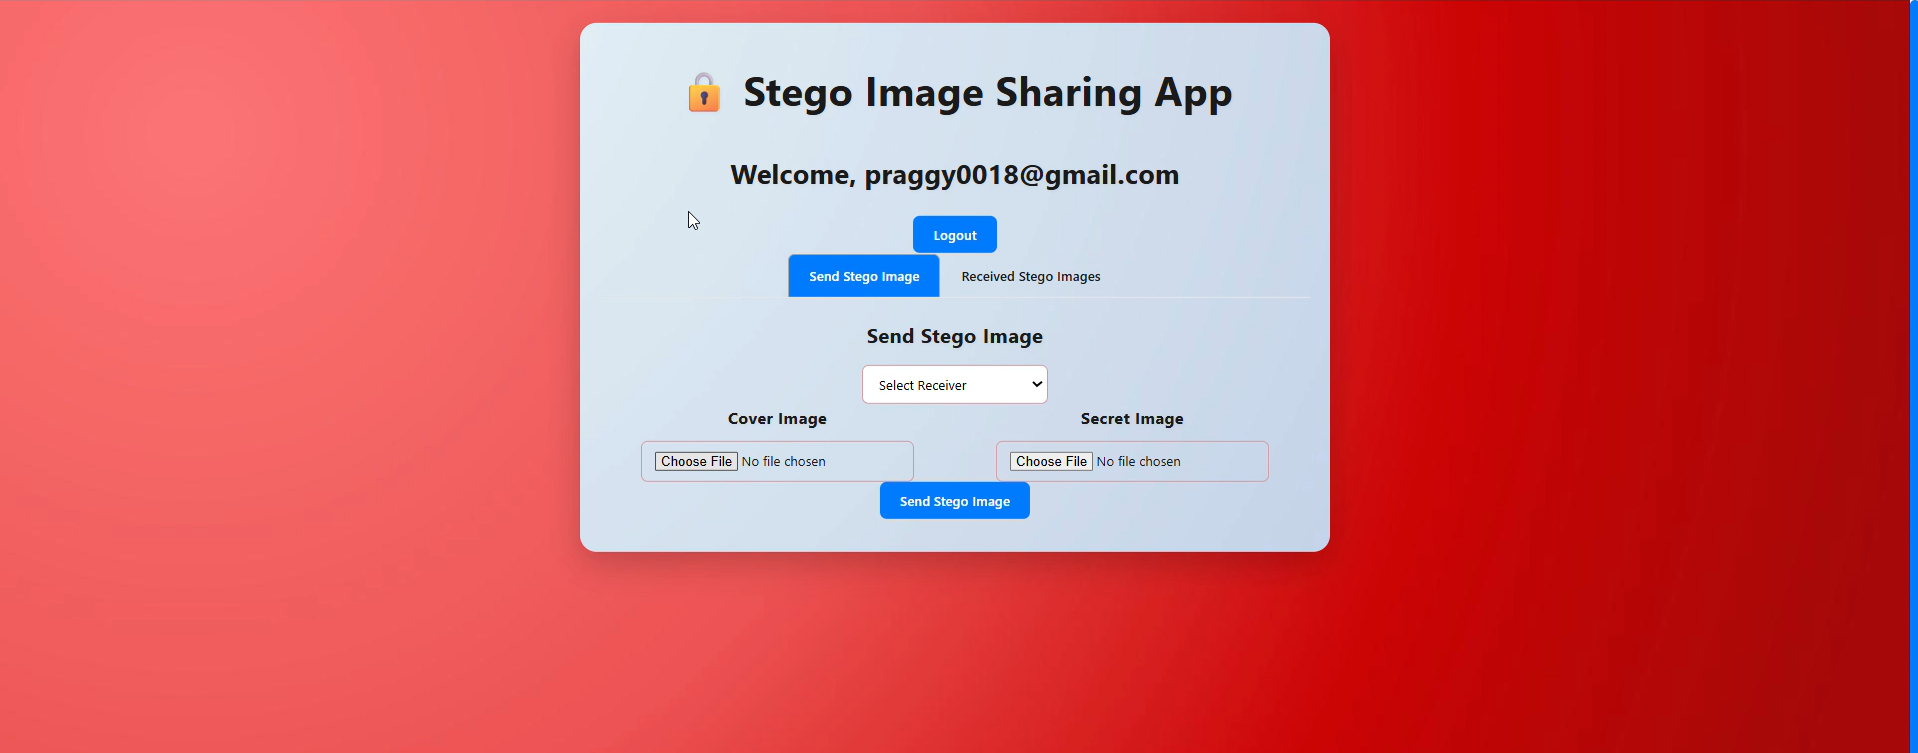 Stego Image Sharing App
Welcome, praggy0018@gmail.com
Logout
Send Stego Image Received Stego Images
Send Stego Image
Select Receiver
Cover Image Secret Image
Choose File No file chosen Choose File No file chosen
Send Stego Image